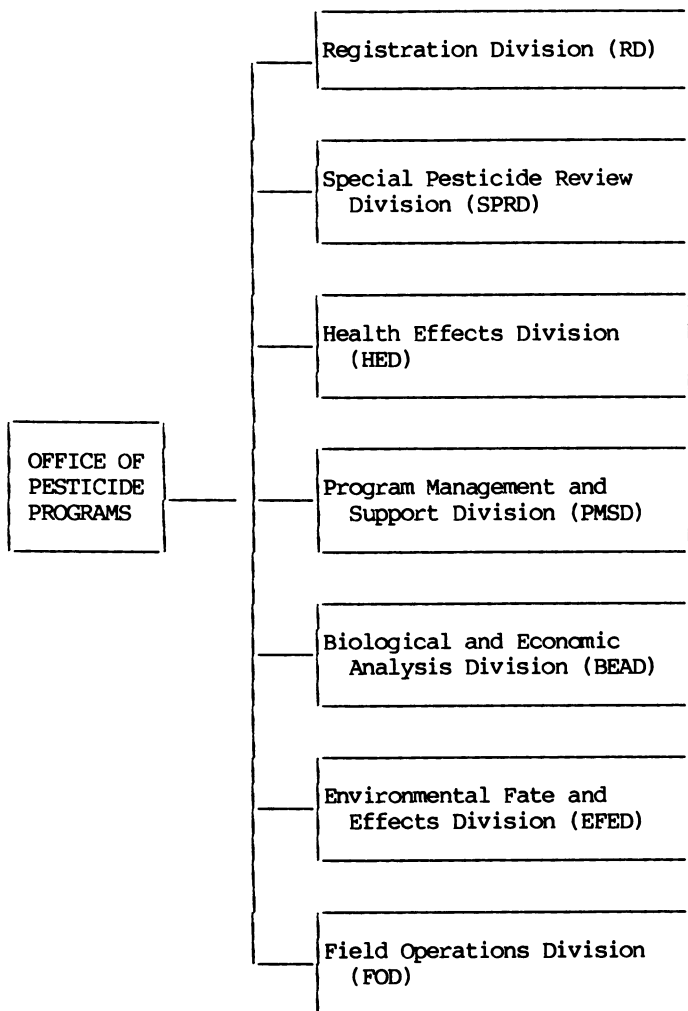 Registration Division (RD)
Special Pesticide Review
Division (SPRD)
Health Effects Division
(HED)
OFFICE OF
PESTICIDE
PROGRAMS
Program Management and
Support Division (PMSD)
Biological and Economic
Analysis Division (BEAD)
Environmental Fate and
Effects Division (EFED)
Field Operations Division
(FOD)